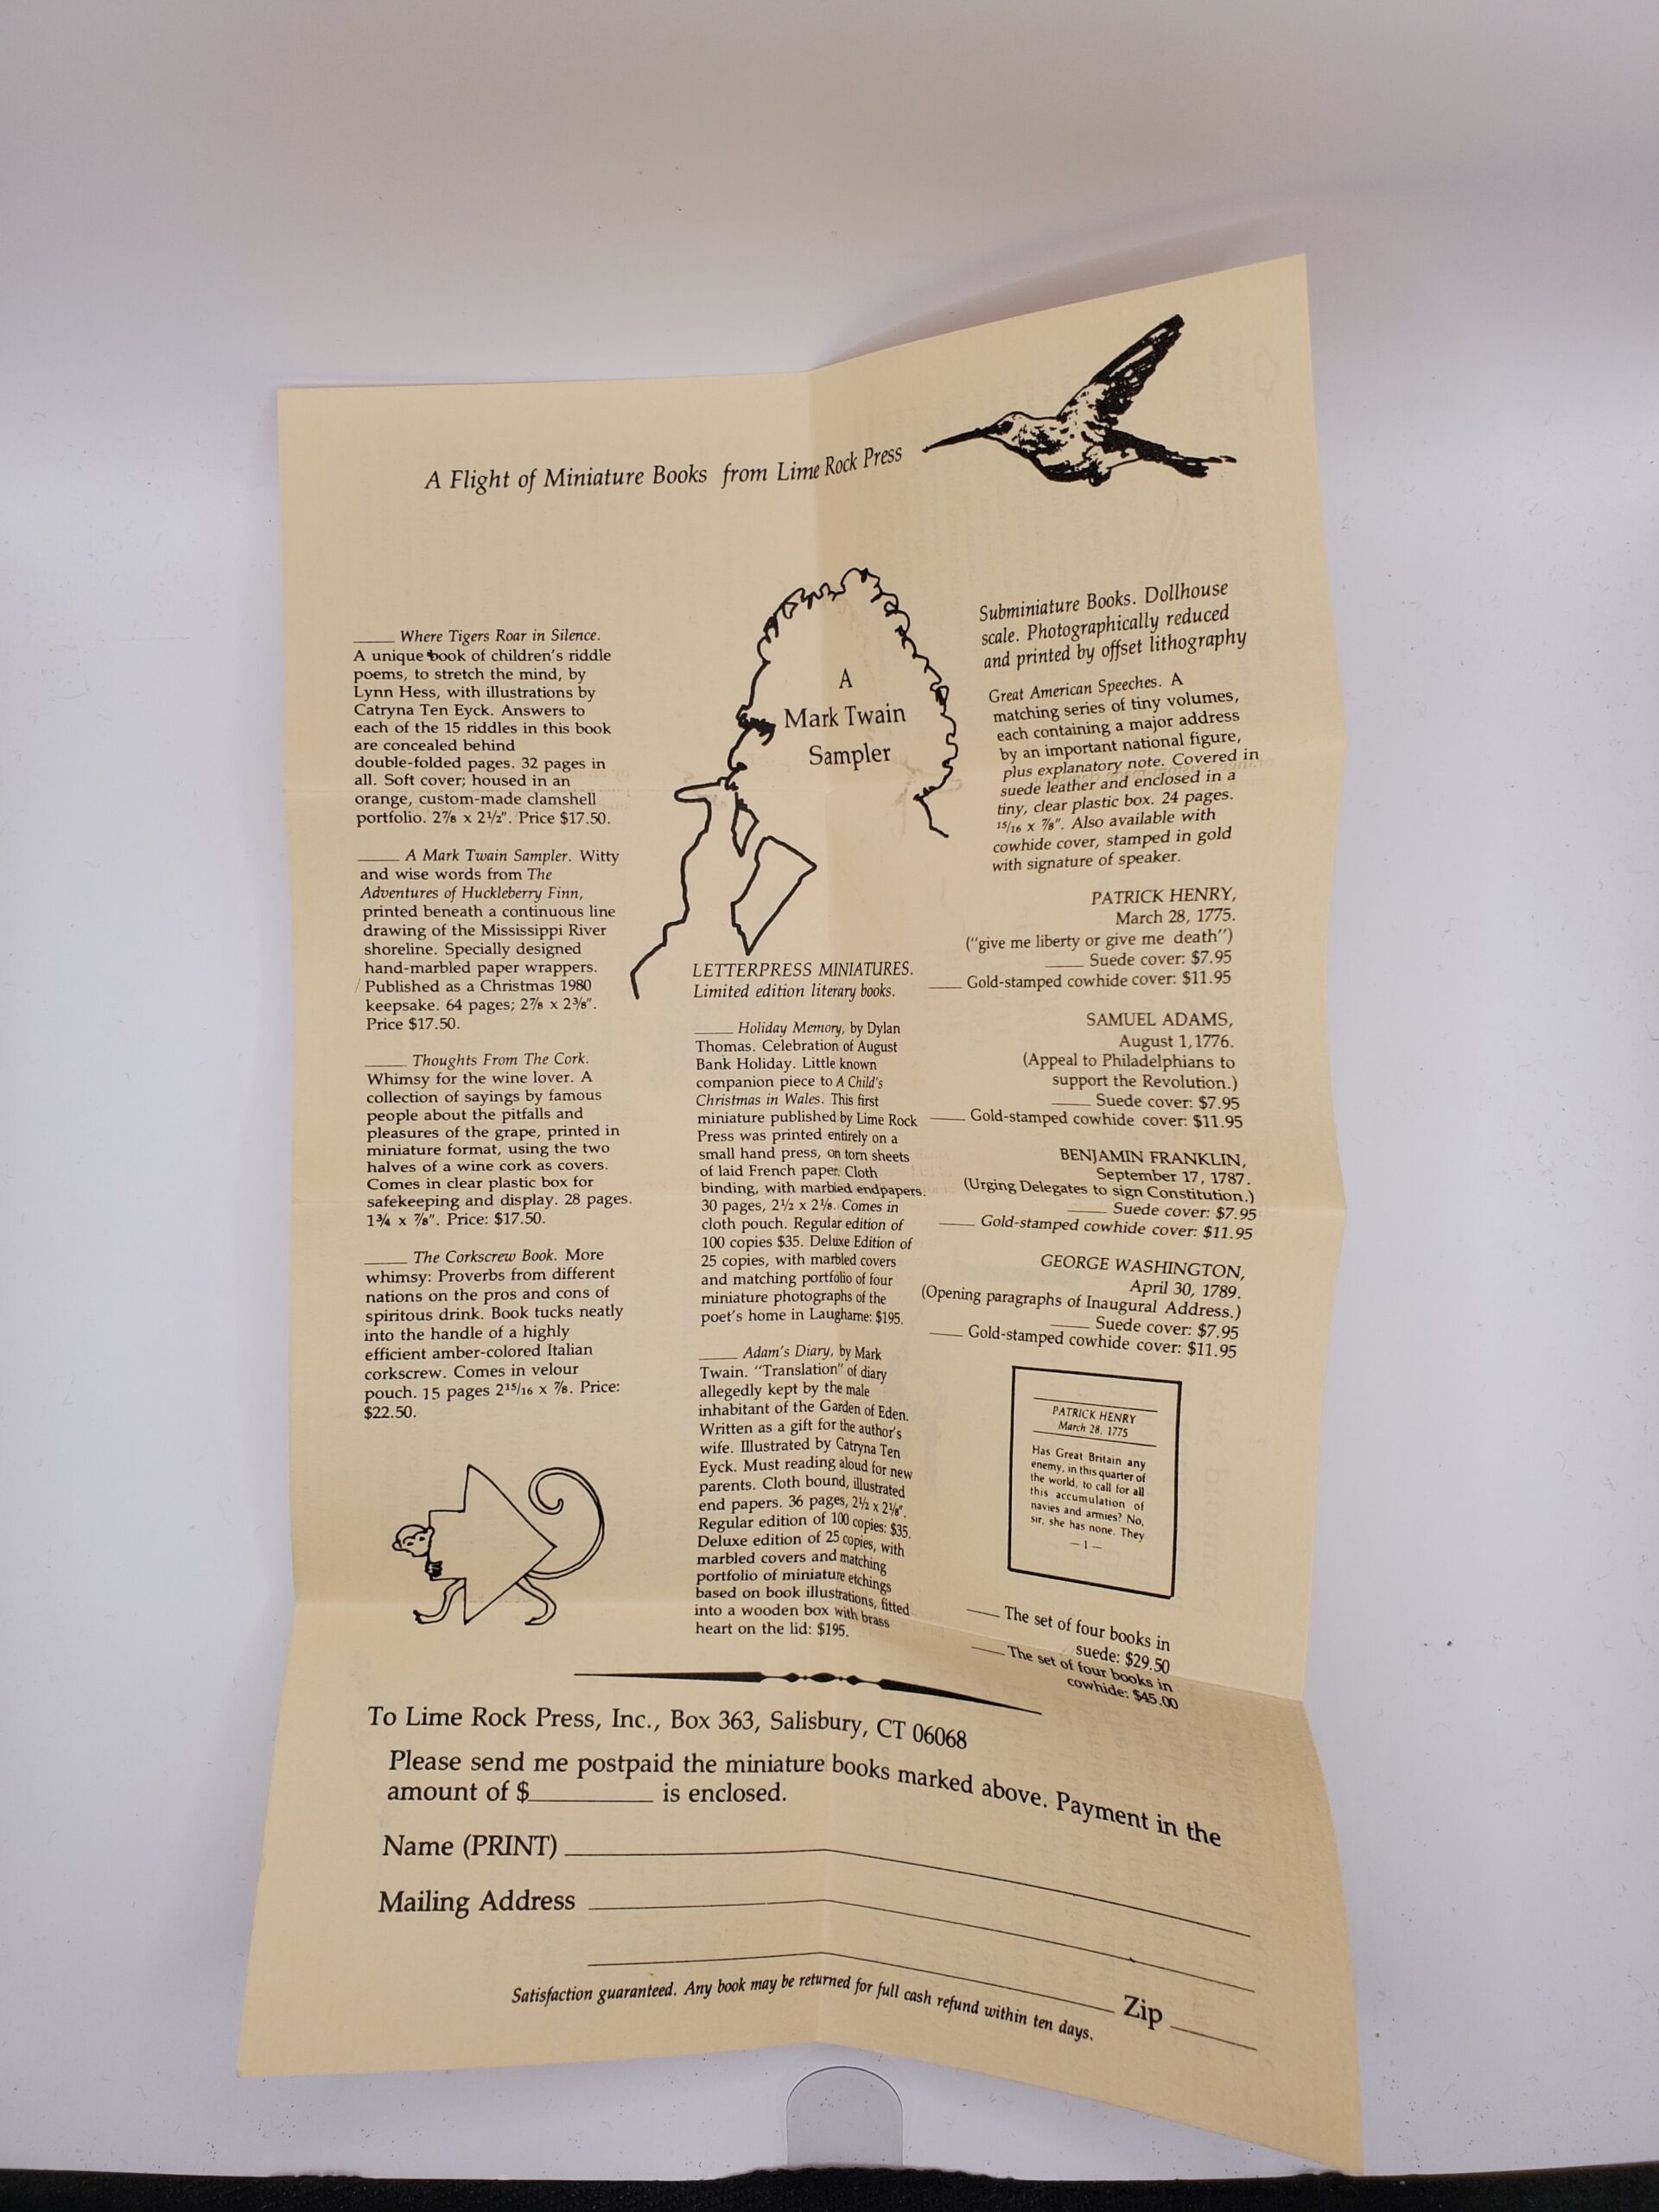 A Flight of Miniature Books from Lime Rock Press
_____ Where Tigers Roar in Silence.
A unique book of children's riddle
poems, to stretch the mind, by
Lynn Hess, with illustrations by
Catryna Ten Eyck. Answers to
each of the 15 riddles in this book
are concealed behind
double-folded pages. 32 pages in
all. Soft cover; housed in an
orange, custom-made clamshell
portfolio. 2⅞ x 2½". Price $17.50.
_____ A Mark Twain Sampler. Witty
and wise words from The
Adventures of Huckleberry Finn,
printed beneath a continuous line
drawing of the Mississippi River
shoreline. Specially designed
hand-marbled paper wrappers.
Published as a Christmas 1980
keepsake. 64 pages; 2⅞ x 2⅜".
Price $17.50.
_____ Thoughts From The Cork.
Whimsy for the wine lover. A
collection of sayings by famous
people about the pitfalls and
pleasures of the grape, printed in
miniature format, using the two
halves of a wine cork as covers.
Comes in clear plastic box for
safekeeping and display. 28 pages.
1¾ x ⅞". Price: $17.50.
_____ The Corkscrew Book. More
whimsy: Proverbs from different
nations on the pros and cons of
spiritous drink. Book tucks neatly
into the handle of a highly
efficient amber-colored Italian
corkscrew. Comes in velour
pouch. 15 pages 2 15/16 x ⅞. Price:
$22.50.
A
Mark Twain
Sampler
LETTERPRESS MINIATURES.
Limited edition literary books.
_____ Holiday Memory, by Dylan
Thomas. Celebration of August
Bank Holiday. Little known
companion piece to A Child's
Christmas in Wales. This first
miniature published by Lime Rock
Press was printed entirely on a
small hand press, on torn sheets
of laid French paper. Cloth
binding, with marbled endpapers.
30 pages, 2½ x 2⅛. Comes in
cloth pouch. Regular edition of
100 copies $35. Deluxe Edition of
25 copies, with marbled covers
and matching portfolio of four
miniature photographs of the
poet's home in Laugharne: $195.
_____ Adam's Diary, by Mark
Twain. "Translation" of diary
allegedly kept by the male
inhabitant of the Garden of Eden.
Written as a gift for the author's
wife. Illustrated by Catryna Ten
Eyck. Must reading aloud for new
parents. Cloth bound, illustrated
end papers. 36 pages, 2½ x 2⅛".
Regular edition of 100 copies: $35.
Deluxe edition of 25 copies, with
marbled covers and matching
portfolio of miniature etchings
based on book illustrations, fitted
into a wooden box with brass
heart on the lid: $195.
Subminiature Books. Dollhouse
scale. Photographically reduced
and printed by offset lithography
Great American Speeches. A
matching series of tiny volumes,
each containing a major address
by an important national figure,
plus explanatory note. Covered in
suede leather and enclosed in a
tiny, clear plastic box. 24 pages.
15/16 x ⅞". Also available with
cowhide cover, stamped in gold
with signature of speaker.
PATRICK HENRY,
March 28, 1775.
("give me liberty or give me death")
_____ Suede cover: $7.95
_____ Gold-stamped cowhide cover: $11.95
SAMUEL ADAMS,
August 1, 1776.
(Appeal to Philadelphians to
support the Revolution.)
_____ Suede cover: $7.95
_____ Gold-stamped cowhide cover: $11.95
BENJAMIN FRANKLIN,
September 17, 1787.
(Urging Delegates to sign Constitution.)
_____ Suede cover: $7.95
_____ Gold-stamped cowhide cover: $11.95
GEORGE WASHINGTON,
April 30, 1789.
(Opening paragraphs of Inaugural Address.)
_____ Suede cover: $7.95
_____ Gold-stamped cowhide cover: $11.95
PATRICK HENRY
March 28, 1775
Has Great Britain any
enemy, in this quarter of
the world, to call for all
this accumulation of
navies and armies? No,
sir, she has none. They
— 1 —
_____ The set of four books in
suede: $29.50
_____ The set of four books in
cowhide: $45.00
To Lime Rock Press, Inc., Box 363, Salisbury, CT 06068
Please send me postpaid the miniature books marked above. Payment in the
amount of $__________ is enclosed.
Name (PRINT) __________
Mailing Address __________
__________ Zip _____
Satisfaction guaranteed. Any book may be returned for full cash refund within ten days.